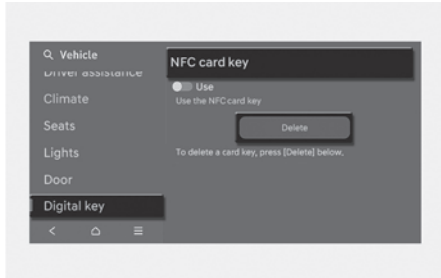 Vehicle
Driver assistance
Climate
Seats
Lights
Door
Digital key
NFC card key
Use
Use the NFC card key
Delete
To delete a card key, press [Delete] below.